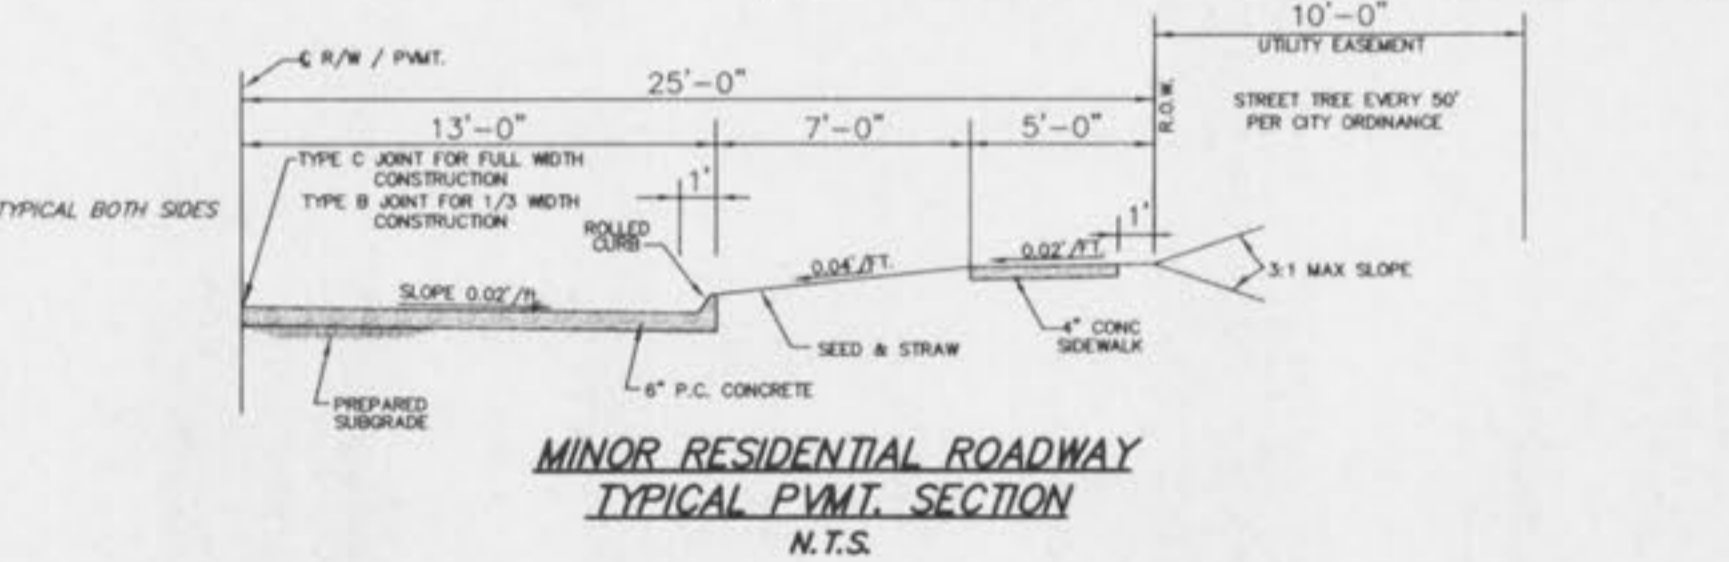 10'-0"
UTILITY EASEMENT
℄ R/W / PVMT.
25'-0"
R.O.W.
STREET TREE EVERY 50'
PER CITY ORDINANCE
13'-0"
7'-0"
5'-0"
TYPE C JOINT FOR FULL WIDTH
CONSTRUCTION
TYPE B JOINT FOR 1/3 WIDTH
CONSTRUCTION
1'
TYPICAL BOTH SIDES
ROLLED
CURB
1'
0.04'/FT.
0.02'/FT.
3:1 MAX SLOPE
SLOPE 0.02'/ft
4" CONC
SIDEWALK
SEED & STRAW
6" P.C. CONCRETE
PREPARED
SUBGRADE
MINOR RESIDENTIAL ROADWAY
TYPICAL PVMT. SECTION
N.T.S.